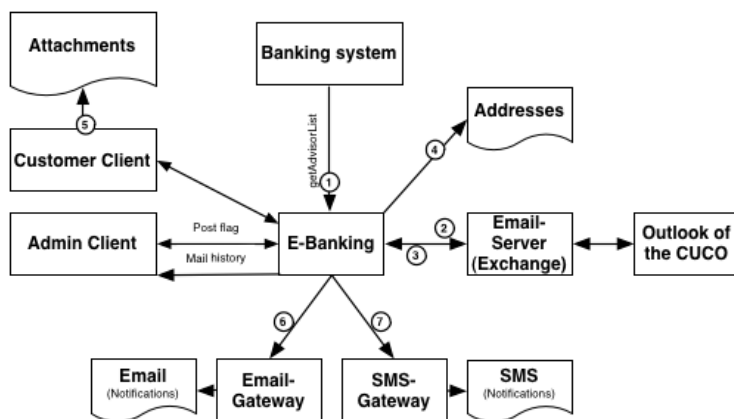 Attachments
Banking system
Addresses
5
getAdvisorList
4
Customer Client
1
Admin Client
Post flag
Mail history
E-Banking
2
3
Email-
Server
(Exchange)
Outlook of
the CUCO
6
7
Email
(Notifications)
Email-
Gateway
SMS-
Gateway
SMS
(Notifications)